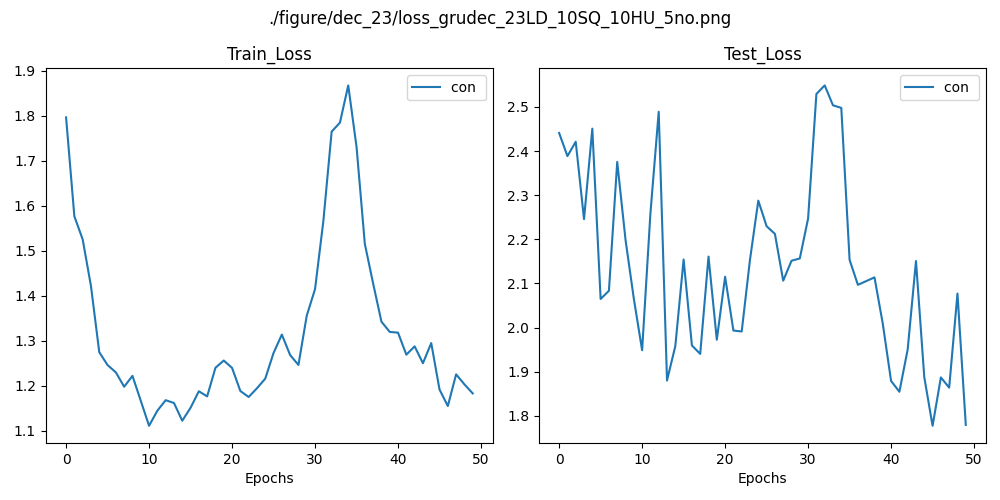 ./figure/dec_23/loss_grudec_23LD_10SQ_10HU_5no.png
Train_Loss
1.9
1.8
1.7
1.6
1.5
1.4
1.3
1.2
1.1
0 10 20 30 40 50
Epochs
con
Test_Loss
2.5
2.4
2.3
2.2
2.1
2.0
1.9
1.8
0 10 20 30 40 50
Epochs
con